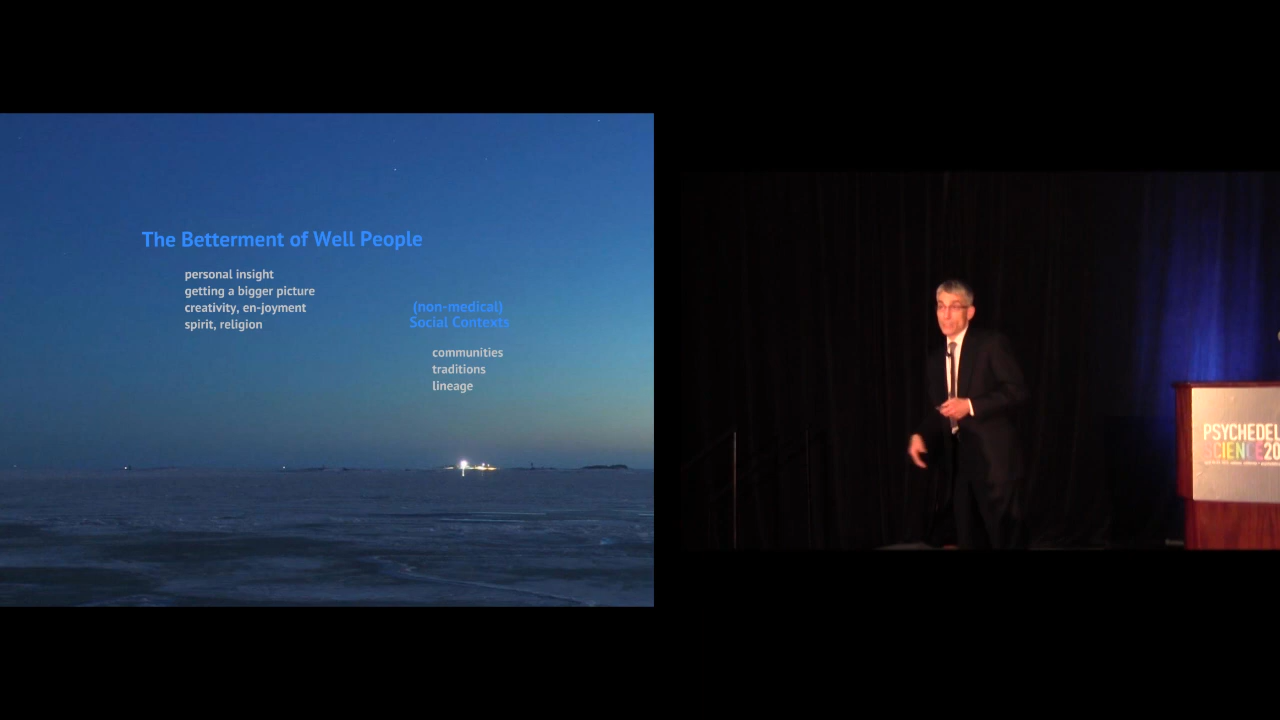 The Betterment of Well People
personal insight
getting a bigger picture
creativity, en-joyment
spirit, religion
(non-medical)
Social Contexts
communities
traditions
lineage
PSYCHEDEL
SCIENCE20